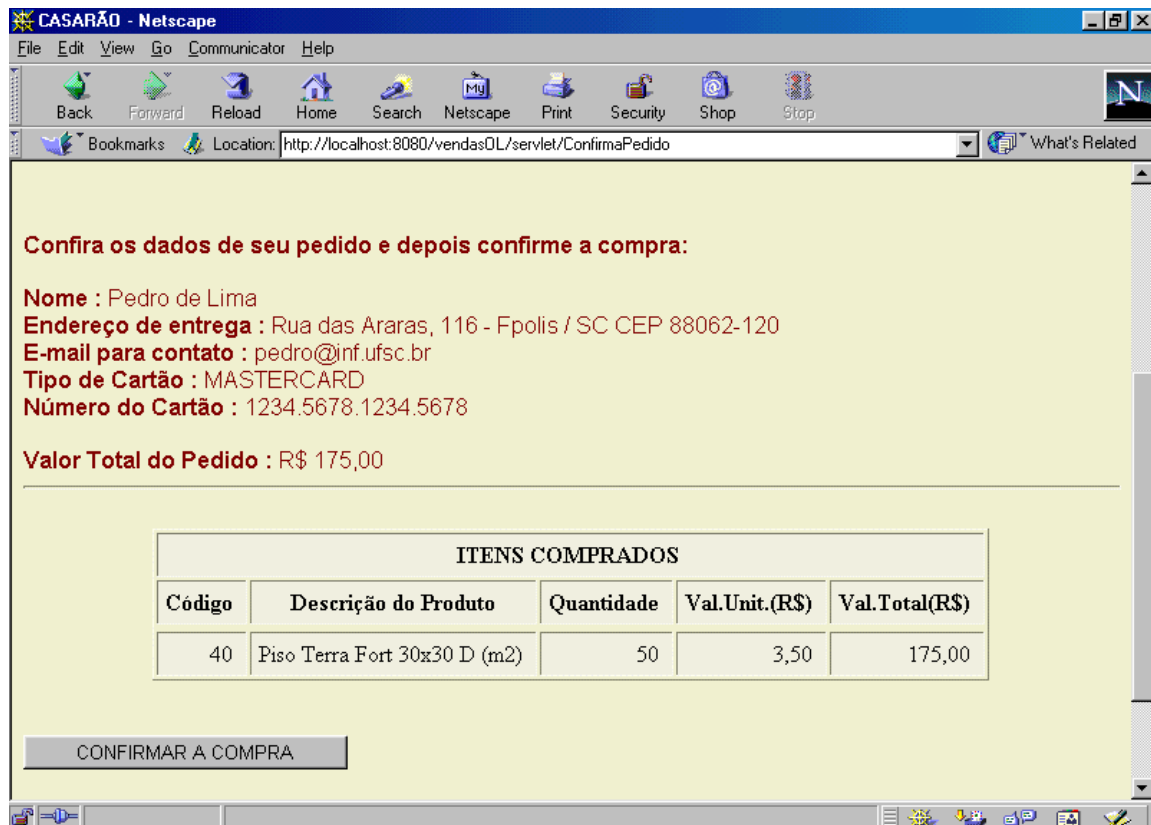 CASARÃO - Netscape
File Edit View Go Communicator Help
My
N
Back Forward Reload Home Search Netscape Print Security Shop Stop
Bookmarks Location: http://localhost:8080/vendasOL/servlet/ConfirmaPedido What's Related
Confira os dados de seu pedido e depois confirme a compra:
Nome : Pedro de Lima
Endereço de entrega : Rua das Araras, 116 - Fpolis / SC CEP 88062-120
E-mail para contato : pedro@inf.ufsc.br
Tipo de Cartão : MASTERCARD
Número do Cartão : 1234.5678.1234.5678
Valor Total do Pedido : R$ 175,00
ITENS COMPRADOS
Código Descrição do Produto Quantidade Val.Unit.(R$) Val.Total(R$)
40 Piso Terra Fort 30x30 D (m2) 50 3,50 175,00
CONFIRMAR A COMPRA